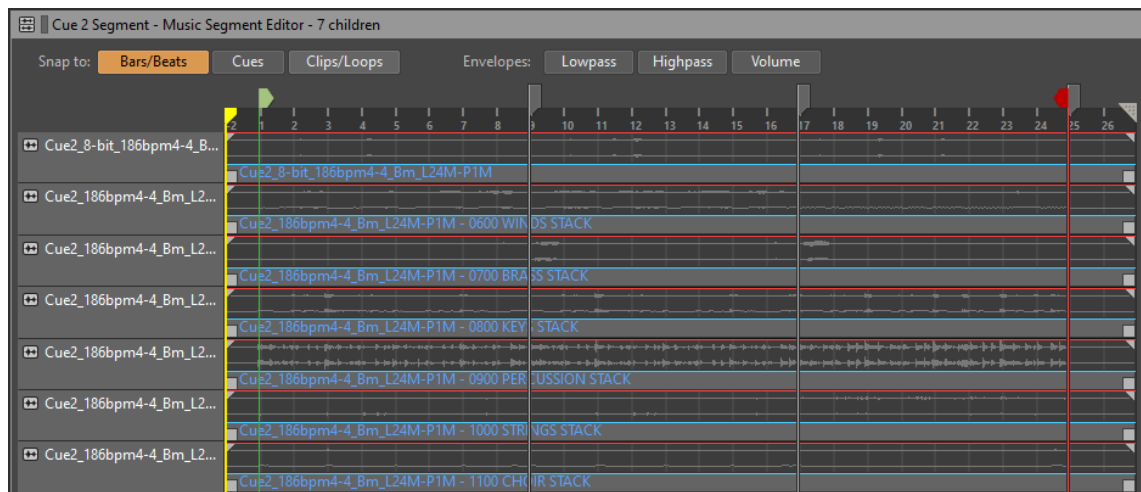 Cue 2 Segment - Music Segment Editor - 7 children
Snap to: Bars/Beats Cues Clips/Loops Envelopes: Lowpass Highpass Volume
-2 1 2 3 4 5 6 7 8 9 10 11 12 13 14 15 16 17 18 19 20 21 22 23 24 25 26
Cue2_8-bit_186bpm4-4_B...
Cue2_8-bit_186bpm4-4_Bm_L24M-P1M
Cue2_186bpm4-4_Bm_L2...
Cue2_186bpm4-4_Bm_L24M-P1M - 0600 WINDS STACK
Cue2_186bpm4-4_Bm_L2...
Cue2_186bpm4-4_Bm_L24M-P1M - 0700 BRASS STACK
Cue2_186bpm4-4_Bm_L2...
Cue2_186bpm4-4_Bm_L24M-P1M - 0800 KEYS STACK
Cue2_186bpm4-4_Bm_L2...
Cue2_186bpm4-4_Bm_L24M-P1M - 0900 PERCUSSION STACK
Cue2_186bpm4-4_Bm_L2...
Cue2_186bpm4-4_Bm_L24M-P1M - 1000 STRINGS STACK
Cue2_186bpm4-4_Bm_L2...
Cue2_186bpm4-4_Bm_L24M-P1M - 1100 CHOIR STACK